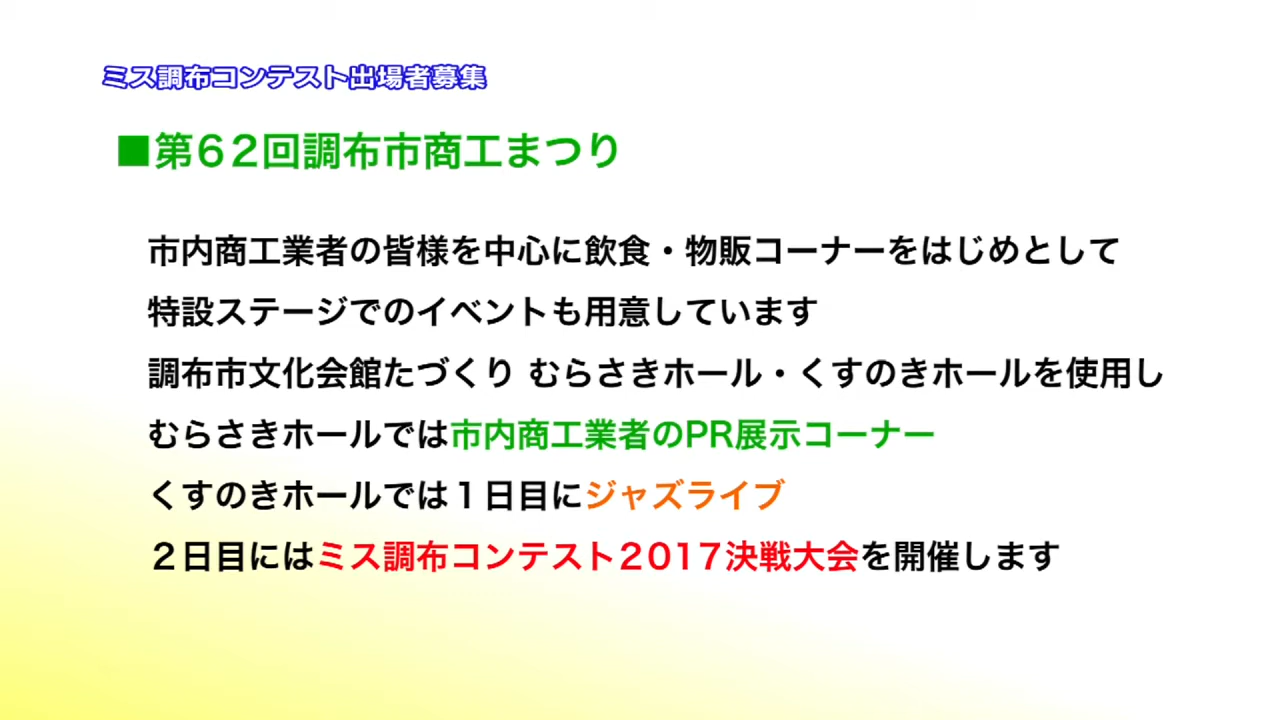 ミス調布コンテスト出場者募集
■第62回調布市商工まつり
市内商工業者の皆様を中心に飲食・物販コーナーをはじめとして
特設ステージでのイベントも用意しています
調布市文化会館たづくり むらさきホール・くすのきホールを使用し
むらさきホールでは市内商工業者のPR展示コーナー
くすのきホールでは１日目にジャズライブ
２日目にはミス調布コンテスト2017決戦大会を開催します